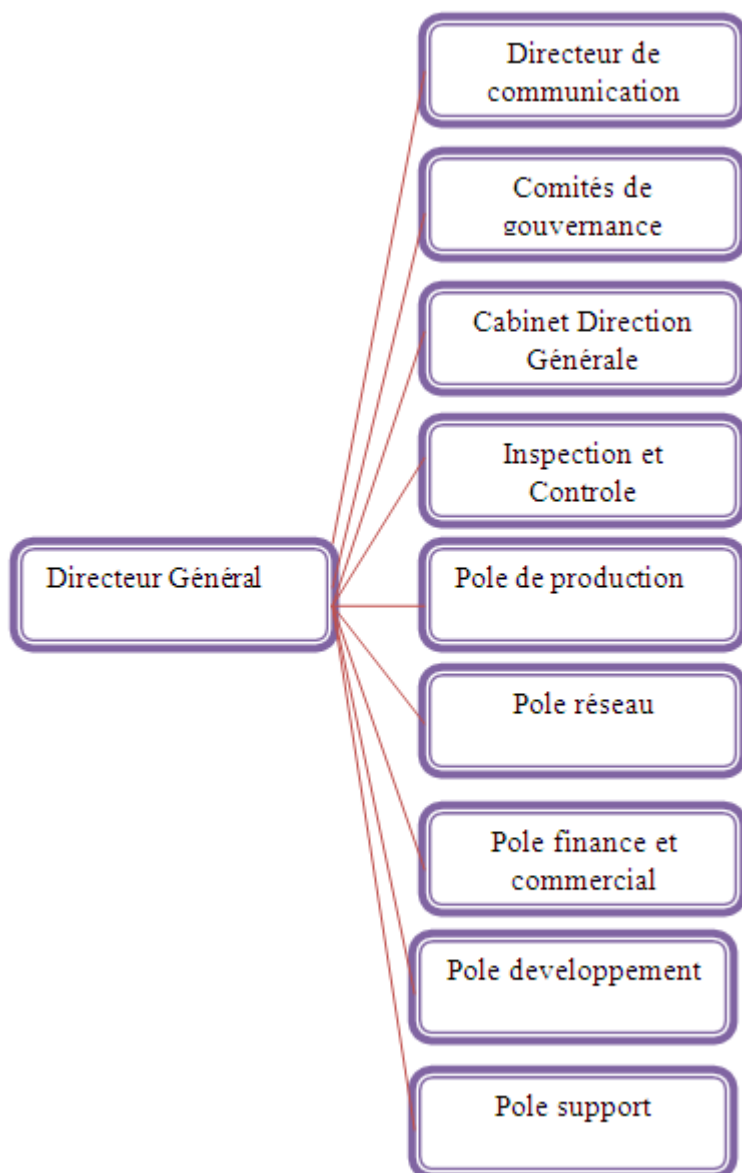 Directeur de
communication
Comités de
gouvernance
Cabinet Direction
Générale
Inspection et
Controle
Directeur Général
Pole de production
Pole réseau
Pole finance et
commercial
Pole developpement
Pole support